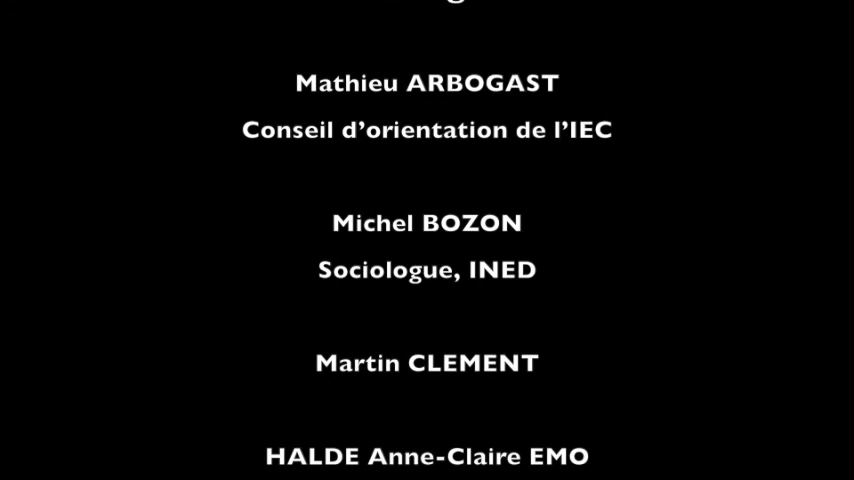 Mathieu ARBOGAST
Conseil d’orientation de l’IEC
Michel BOZON
Sociologue, INED
Martin CLEMENT
HALDE Anne-Claire EMO